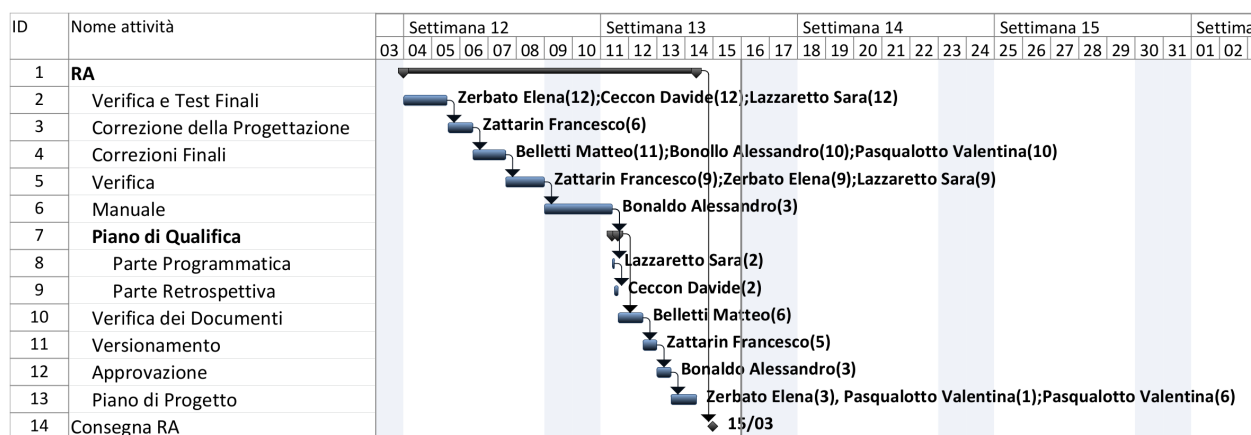 ID Nome attività Settimana 12 Settimana 13 Settimana 14 Settimana 15 Settima
03 04 05 06 07 08 09 10 11 12 13 14 15 16 17 18 19 20 21 22 23 24 25 26 27 28 29 30 31 01 02
1 RA
2 Verifica e Test Finali Zerbato Elena(12);Ceccon Davide(12);Lazzaretto Sara(12)
3 Correzione della Progettazione Zattarin Francesco(6)
4 Correzioni Finali Belletti Matteo(11);Bonollo Alessandro(10);Pasqualotto Valentina(10)
5 Verifica Zattarin Francesco(9);Zerbato Elena(9);Lazzaretto Sara(9)
6 Manuale Bonaldo Alessandro(3)
7 Piano di Qualifica
8 Parte Programmatica Lazzaretto Sara(2)
9 Parte Retrospettiva Ceccon Davide(2)
10 Verifica dei Documenti Belletti Matteo(6)
11 Versionamento Zattarin Francesco(5)
12 Approvazione Bonaldo Alessandro(3)
13 Piano di Progetto Zerbato Elena(3), Pasqualotto Valentina(1);Pasqualotto Valentina(6)
14 Consegna RA 15/03